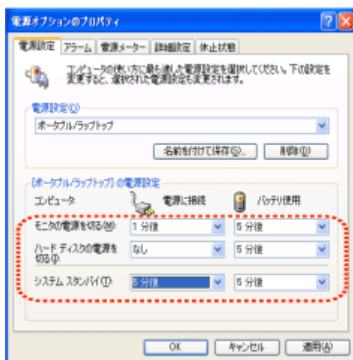 電源オプションのプロパティ
電源設定 アラーム 電源メーター 詳細設定 休止状態
コンピュータの使い方に最も適した電源設定を選択してください。下の設定を
変更すると、選択された電源設定も変更されます。
電源設定(C)
ポータブル/ラップトップ
名前を付けて保存(S)... 削除(D)
[ポータブル/ラップトップ] の電源設定
コンピュータ 電源に接続 バッテリ使用
モニタの電源を切る(M): 1 分後 5 分後
ハード ディスクの電源を
切る(I): なし 5 分後
システム スタンバイ(T): 5 分後 5 分後
OK キャンセル 適用(A)